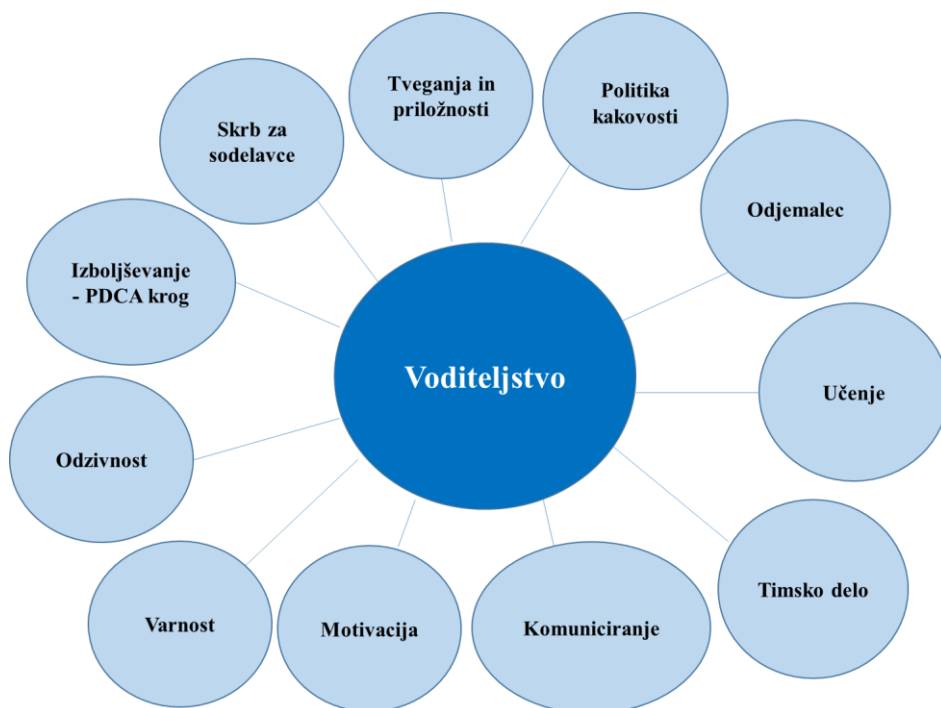 Tveganja in
priložnosti
Politika
kakovosti
Skrb za
sodelavce
Odjemalec
Izboljševanje
- PDCA krog
Voditeljstvo
Učenje
Odzivnost
Timsko delo
Varnost
Motivacija
Komuniciranje